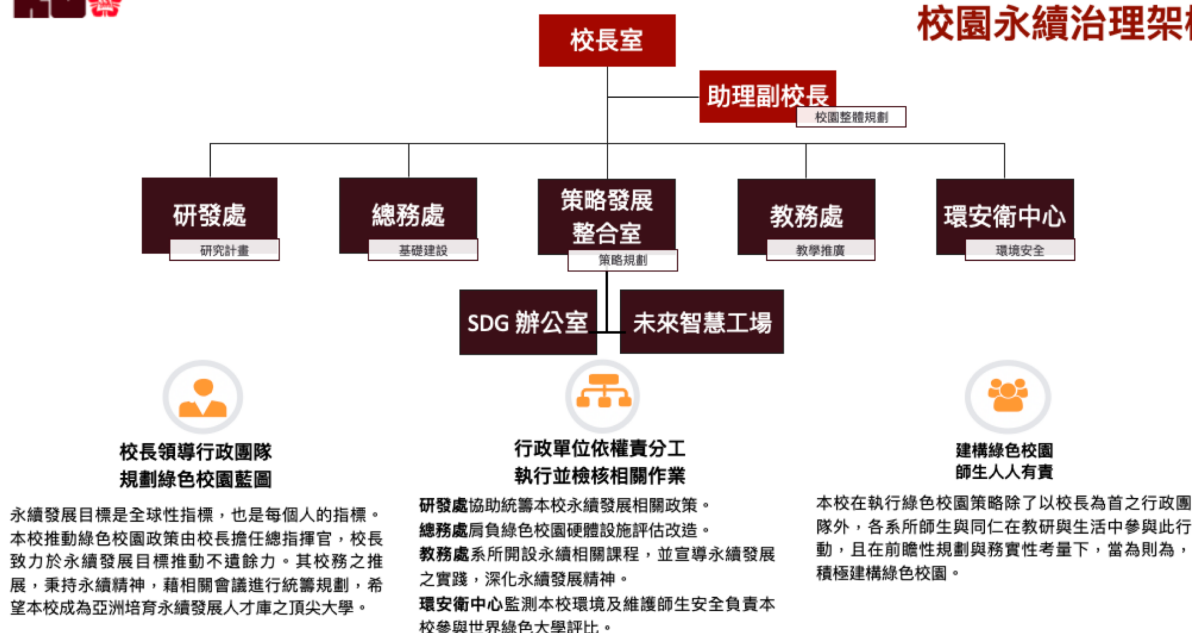 校園永續治理架構
校長室
助理副校長
校園整體規劃
研發處
研究計畫
總務處
基礎建設
策略發展
整合室
策略規劃
教務處
教學推廣
環安衛中心
環境安全
SDG 辦公室
未來智慧工場
校長領導行政團隊
規劃綠色校園藍圖
永續發展目標是全球性指標，也是每個人的指標。
本校推動綠色校園政策由校長擔任總指揮官，校長
致力於永續發展目標推動不遺餘力。其校務之推
展，秉持永續精神，藉相關會議進行統籌規劃，希
望本校成為亞洲培育永續發展人才庫之頂尖大學。
行政單位依權責分工
執行並檢核相關作業
研發處協助統籌本校永續發展相關政策。
總務處肩負綠色校園硬體設施評估改造。
教務處系所開設永續相關課程，並宣導永續發展
之實踐，深化永續發展精神。
環安衛中心監測本校環境及維護師生安全負責本
校參與世界綠色大學評比。
建構綠色校園
師生人人有責
本校在執行綠色校園策略除了以校長為首之行政團
隊外，各系所師生與同仁在教研與生活中參與此行
動，且在前瞻性規劃與務實性考量下，當為則為，
積極建構綠色校園。